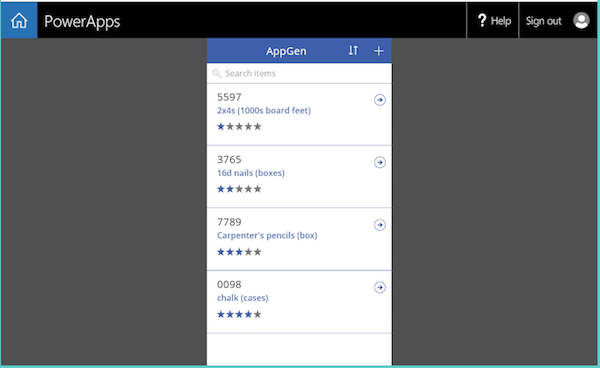 PowerApps
? Help
Sign out
AppGen
Search items
5597
2x4s (1000s board feet)
3765
16d nails (boxes)
7789
Carpenter's pencils (box)
0098
chalk (cases)